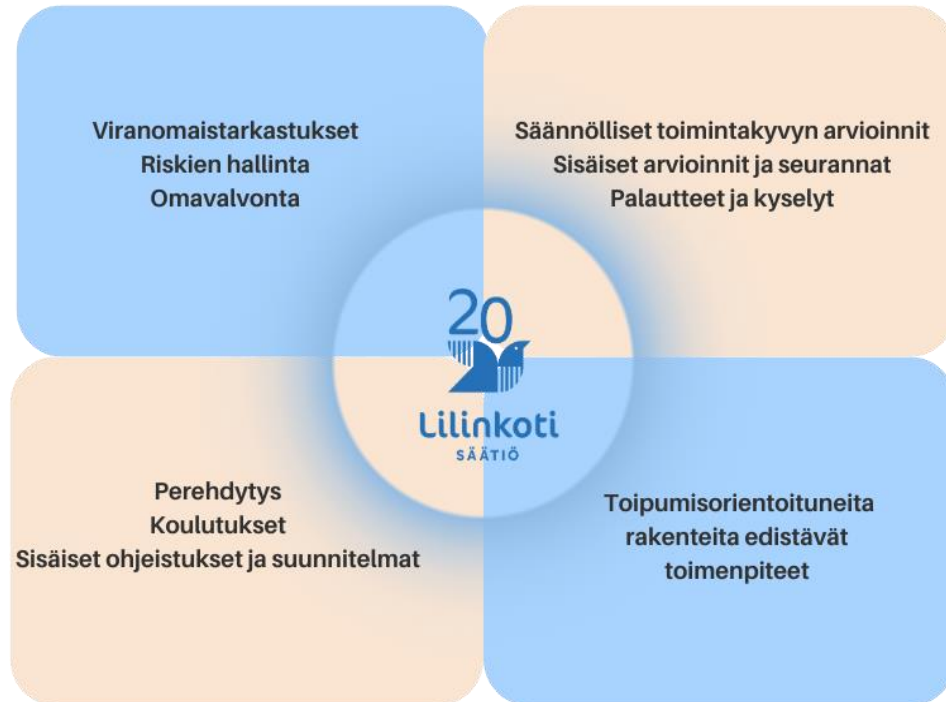 Viranomaistarkastukset
Riskien hallinta
Omavalvonta
Säännölliset toimintakyvyn arvioinnit
Sisäiset arvioinnit ja seurannat
Palautteet ja kyselyt
20
Lilinkoti
SÄÄTIÖ
Perehdytys
Koulutukset
Sisäiset ohjeistukset ja suunnitelmat
Toipumisorientoituneita
rakenteita edistävät
toimenpiteet